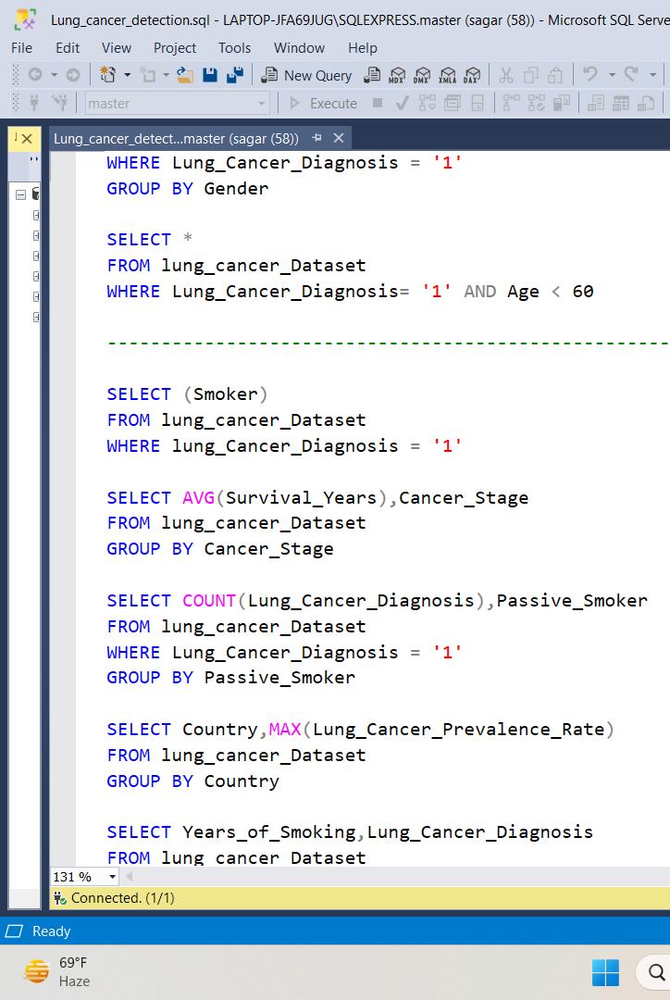 Lung_cancer_detection.sql - LAPTOP-JFA69JUG\SQLEXPRESS.master (sagar (58)) - Microsoft SQL Serve
File Edit View Project Tools Window Help
New Query MDX DMX XMLA DAX
master Execute
Lung_cancer_detect...master (sagar (58))
WHERE Lung_Cancer_Diagnosis = '1'
GROUP BY Gender
SELECT *
FROM lung_cancer_Dataset
WHERE Lung_Cancer_Diagnosis= '1' AND Age < 60
----------------------------------------------------
SELECT (Smoker)
FROM lung_cancer_Dataset
WHERE lung_Cancer_Diagnosis = '1'
SELECT AVG(Survival_Years),Cancer_Stage
FROM lung_cancer_Dataset
GROUP BY Cancer_Stage
SELECT COUNT(Lung_Cancer_Diagnosis),Passive_Smoker
FROM lung_cancer_Dataset
WHERE Lung_Cancer_Diagnosis = '1'
GROUP BY Passive_Smoker
SELECT Country,MAX(Lung_Cancer_Prevalence_Rate)
FROM lung_cancer_Dataset
GROUP BY Country
SELECT Years_of_Smoking,Lung_Cancer_Diagnosis
FROM lung_cancer_Dataset
131 %
Connected. (1/1)
Ready
69°F
Haze